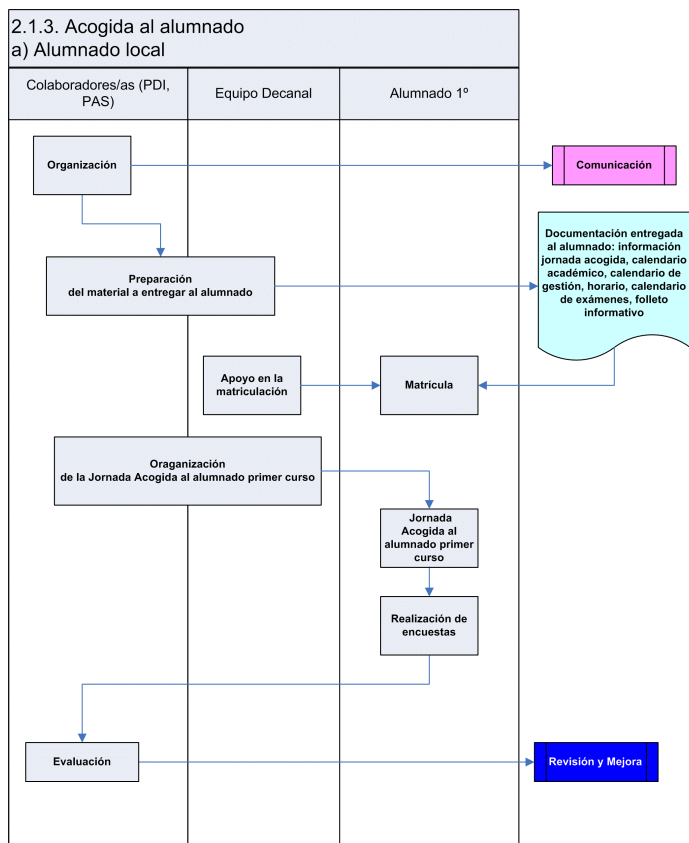 2.1.3. Acogida al alumnado
a) Alumnado local
Colaboradores/as (PDI,
PAS)
Equipo Decanal
Alumnado 1º
Organización
Comunicación
Preparación
del material a entregar al alumnado
Documentación entregada
al alumnado: información
jornada acogida, calendario
académico, calendario de
gestión, horario, calendario
de exámenes, folleto
informativo
Apoyo en la
matriculación
Matrícula
Oraganización
de la Jornada Acogida al alumnado primer curso
Jornada
Acogida al
alumnado primer
curso
Realización de
encuestas
Evaluación
Revisión y Mejora